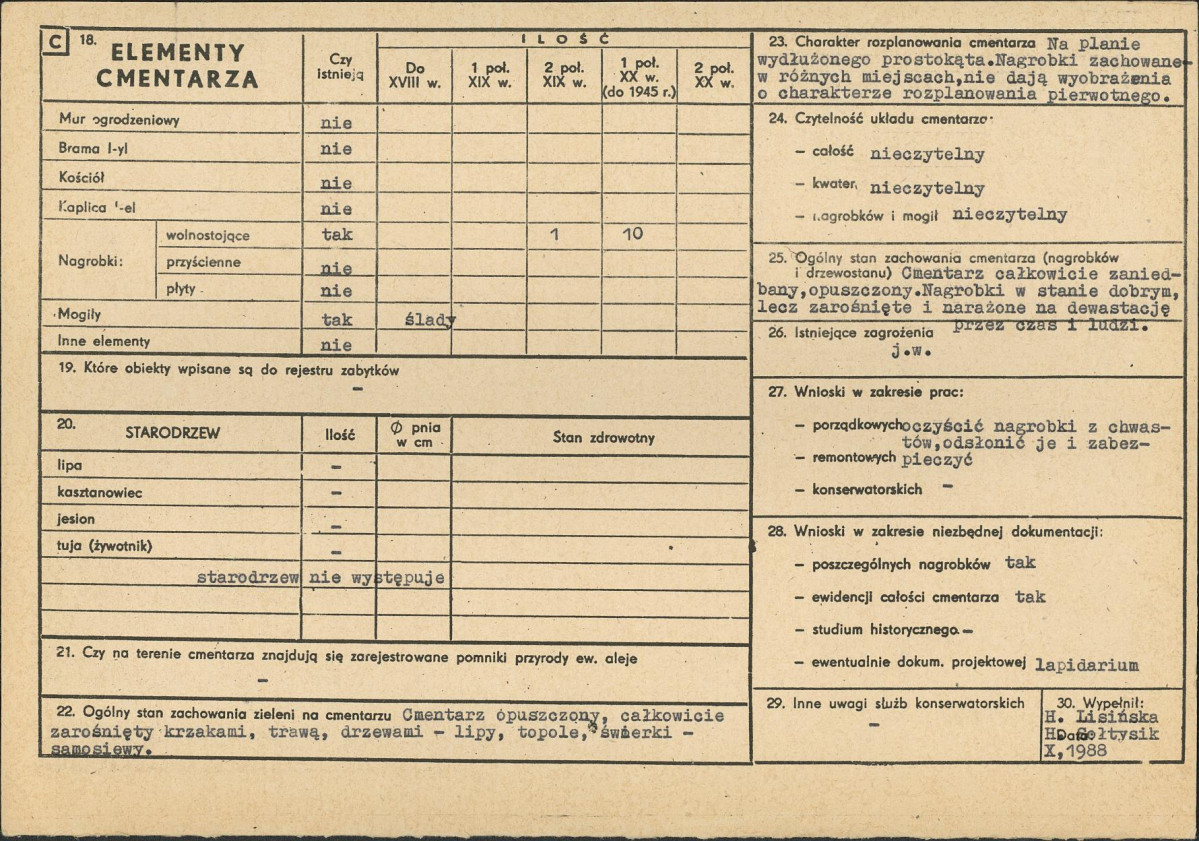 C 18. ELEMENTY CMENTARZA
Czy istnieją
ILOŚĆ
Do XVIII w.
1 poł. XIX w.
2 poł. XIX w.
1 poł. XX w. (do 1945 r.)
2 poł. XX w.
Mur ogrodzeniowy nie
Brama I-yl nie
Kościół nie
Kaplica -el nie
Nagrobki: wolnostojące tak 1 10
przyścienne nie
płyty nie
Mogiły tak ślady
Inne elementy nie
19. Które obiekty wpisane są do rejestru zabytków
–
20. STARODRZEW Ilość Ø pnia w cm Stan zdrowotny
lipa –
kasztanowiec –
jesion –
tuja (żywotnik) –
starodrzew nie występuje
21. Czy na terenie cmentarza znajdują się zarejestrowane pomniki przyrody ew. aleje
–
22. Ogólny stan zachowania zieleni na cmentarzu Cmentarz opuszczony, całkowicie
zarośnięty krzakami, trawą, drzewami – lipy, topole, świerki –
samosiewy.
23. Charakter rozplanowania cmentarza Na planie
wydłużonego prostokąta.Nagrobki zachowane
w różnych miejscach,nie dają wyobrażenia
o charakterze rozplanowania pierwotnego.
24. Czytelność układu cmentarza:
– całość nieczytelny
– kwater, nieczytelny
– nagrobków i mogił nieczytelny
25. Ogólny stan zachowania cmentarza (nagrobków
i drzewostanu) Cmentarz całkowicie zanied-
bany,opuszczony.Nagrobki w stanie dobrym,
lecz zarośnięte i narażone na dewastację
przez czas i ludzi.
26. Istniejące zagrożenia
j.w.
27. Wnioski w zakresie prac:
– porządkowych oczyścić nagrobki z chwas-
tów,odsłonić je i zabez-
– remontowych pieczyć
– konserwatorskich –
28. Wnioski w zakresie niezbędnej dokumentacji:
– poszczególnych nagrobków tak
– ewidencji całości cmentarza tak
– studium historycznego –
– ewentualnie dokum. projektowej lapidarium
29. Inne uwagi służb konserwatorskich
–
30. Wypełnił:
H. Lisińska
H. Sołtysik
Data:
X,1988